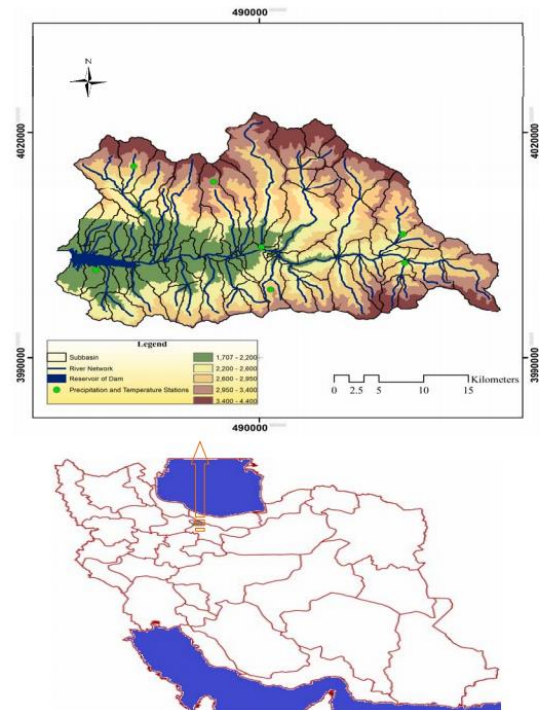 490000
N
4020000
4020000
3990000
3990000
Legend
Subbasin
River Network
Reservoir of Dam
Precipitation and Temperature Stations
1,707 - 2,200
2,200 - 2,600
2,600 - 2,950
2,950 - 3,400
3,400 - 4,400
Kilometers
0 2.5 5 10 15
490000